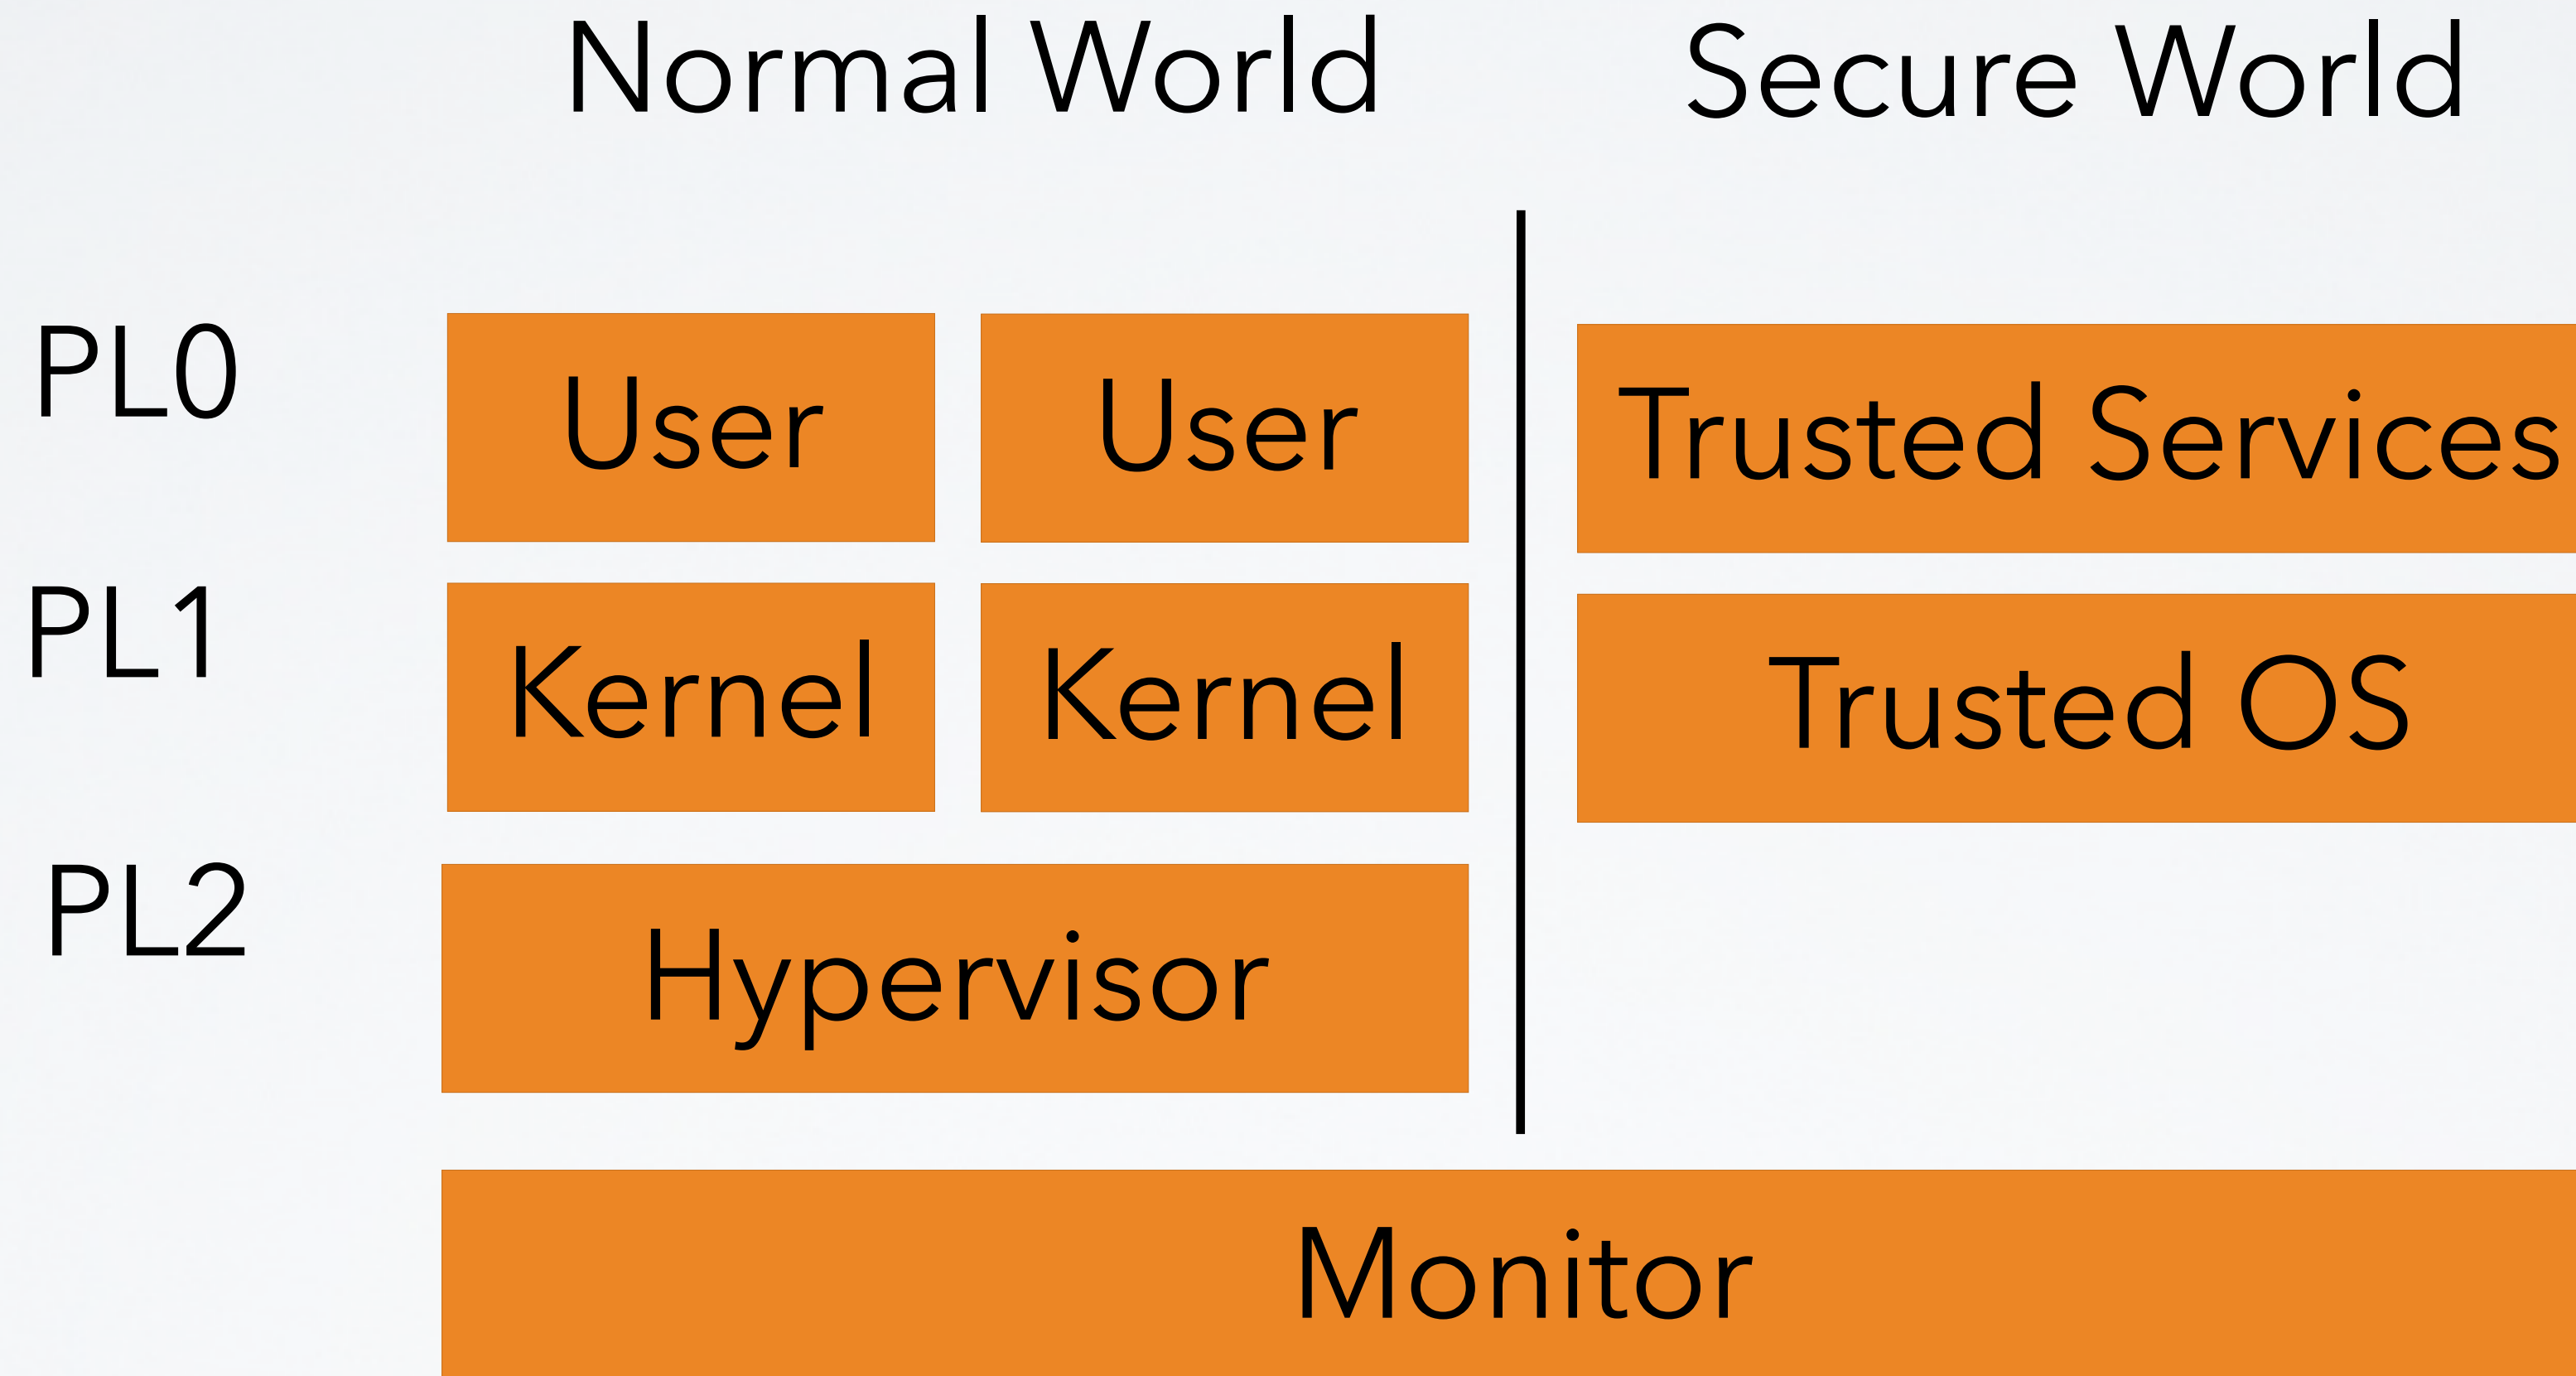 Normal World Secure World
PL0 User User Trusted Services
PL1 Kernel Kernel Trusted OS
PL2 Hypervisor
Monitor